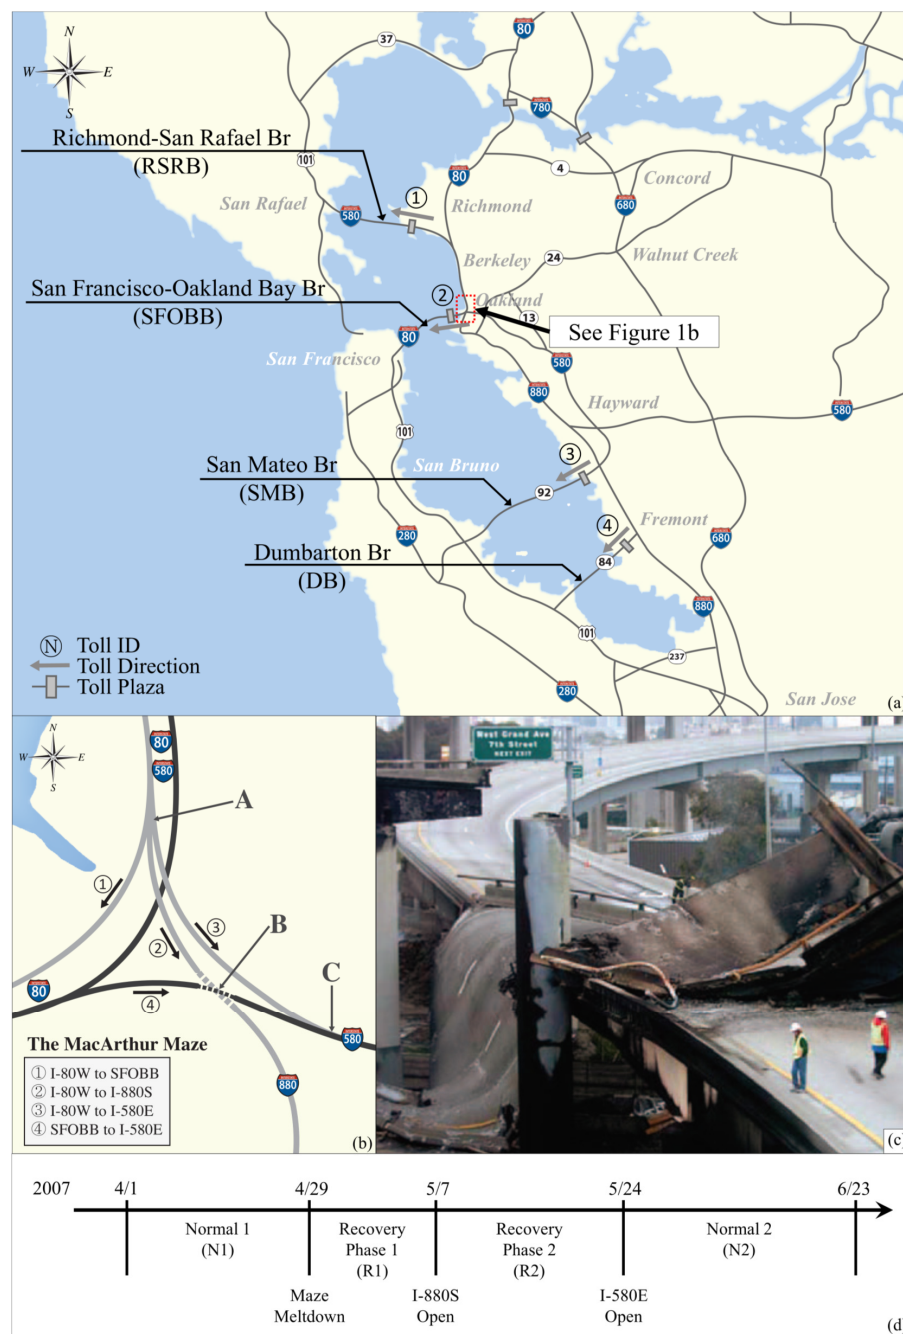 N
W
E
S
37
80
780
Richmond-San Rafael Br
(RSRB)
101
80
4
Concord
San Rafael
580
1
Richmond
680
Berkeley
24
Walnut Creek
San Francisco-Oakland Bay Br
(SFOBB)
2
Oakland
13
See Figure 1b
80
San Francisco
580
880
Hayward
580
101
San Mateo Br
(SMB)
San Bruno
3
92
280
4
Fremont
680
Dumbarton Br
(DB)
84
880
101
237
N Toll ID
Toll Direction
Toll Plaza
280
San Jose
(a)
N
W
E
S
80
580
A
1
2
3
B
C
80
4
580
The MacArthur Maze
① I-80W to SFOBB
② I-80W to I-880S
③ I-80W to I-580E
④ SFOBB to I-580E
880
(b)
West Grand Ave
7th Street
NEXT EXIT
(c)
2007 4/1 4/29 5/7 5/24 6/23
Normal 1
(N1)
Recovery
Phase 1
(R1)
Recovery
Phase 2
(R2)
Normal 2
(N2)
Maze
Meltdown
I-880S
Open
I-580E
Open
(d)